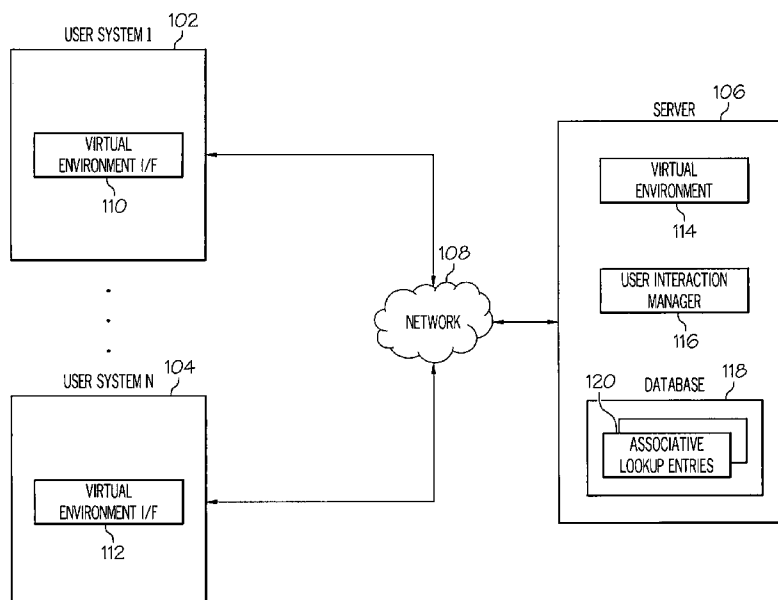 USER SYSTEM 1
102
VIRTUAL
ENVIRONMENT I/F
110
USER SYSTEM N
104
VIRTUAL
ENVIRONMENT I/F
112
108
NETWORK
SERVER
106
VIRTUAL
ENVIRONMENT
114
USER INTERACTION
MANAGER
116
DATABASE
118
120
ASSOCIATIVE
LOOKUP ENTRIES